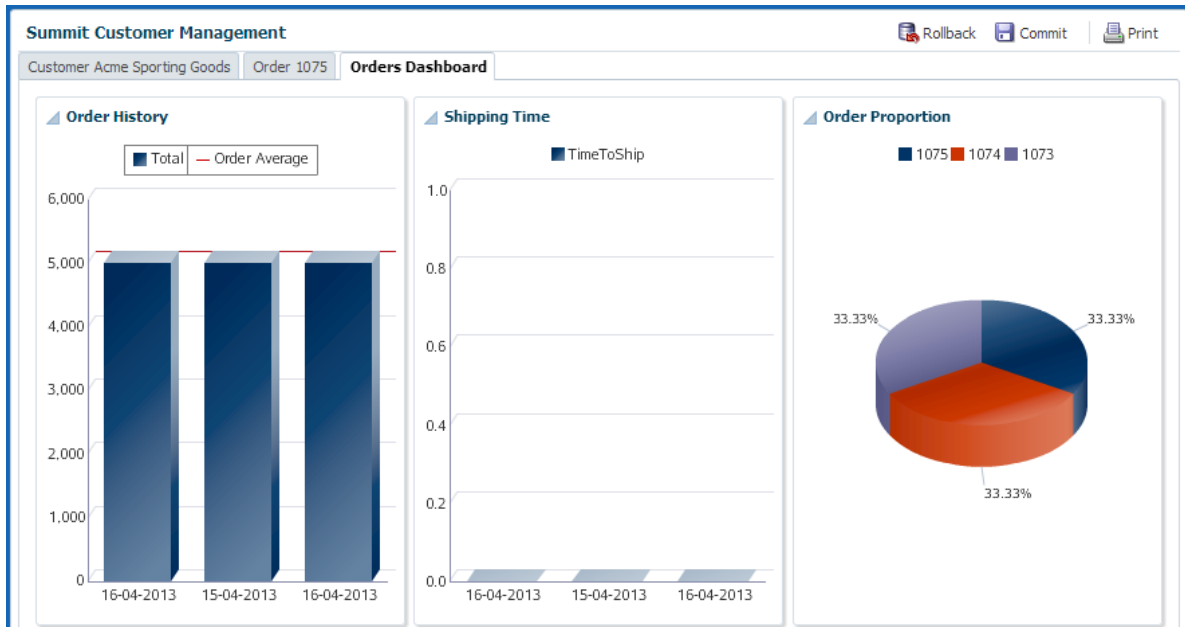 Summit Customer Management
Rollback Commit Print
Customer Acme Sporting Goods Order 1075 Orders Dashboard
Order History
Total Order Average
6,000
5,000
4,000
3,000
2,000
1,000
0
16-04-2013 15-04-2013 16-04-2013
Shipping Time
TimeToShip
1.0
0.8
0.6
0.4
0.2
0.0
16-04-2013 15-04-2013 16-04-2013
Order Proportion
1075 1074 1073
33.33% 33.33%
33.33%